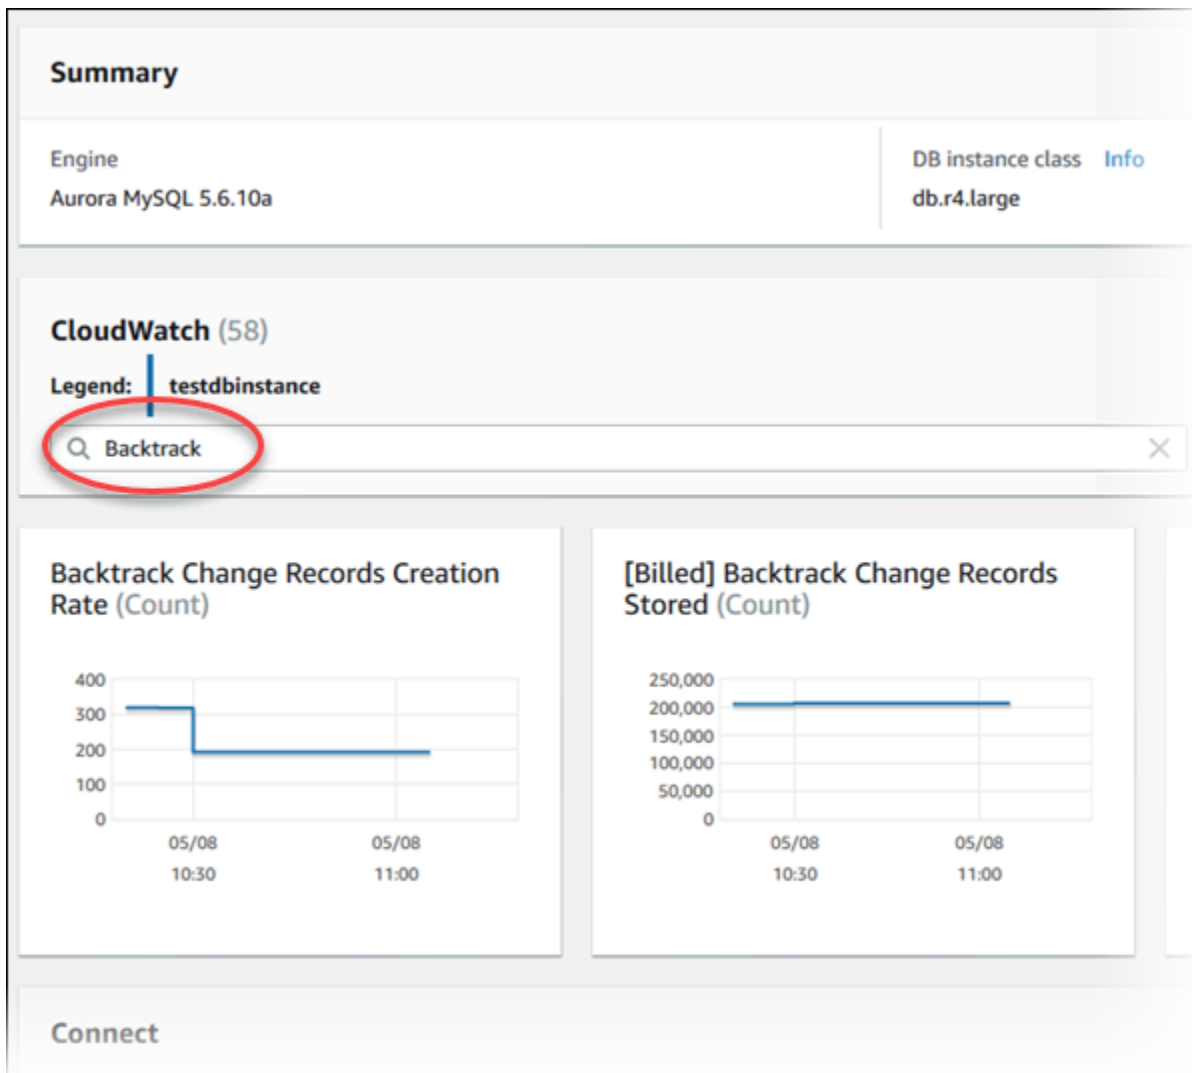 Summary
Engine
Aurora MySQL 5.6.10a
DB instance class Info
db.r4.large
CloudWatch (58)
Legend: testdbinstance
Backtrack
Backtrack Change Records Creation
Rate (Count)
400
300
200
100
0
05/08
10:30
05/08
11:00
[Billed] Backtrack Change Records
Stored (Count)
250,000
200,000
150,000
100,000
50,000
0
05/08
10:30
05/08
11:00
Connect